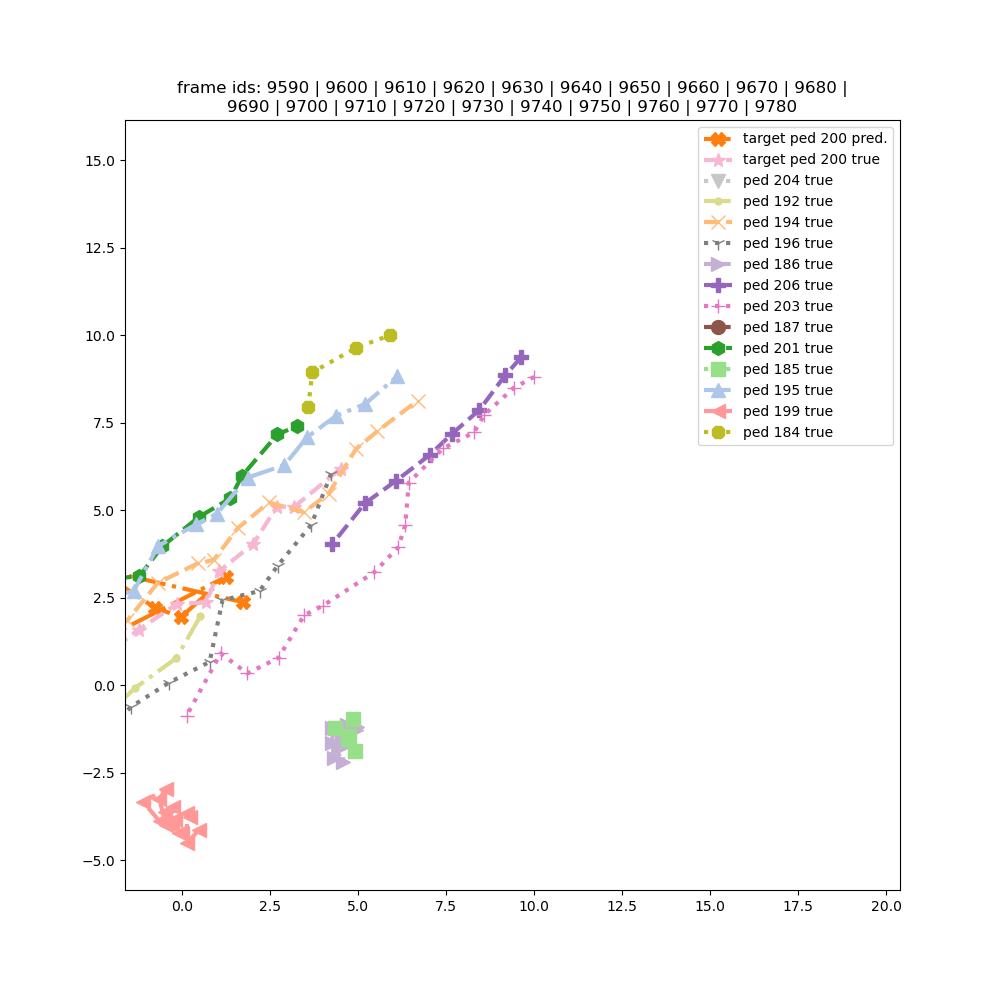 frame ids: 9590 | 9600 | 9610 | 9620 | 9630 | 9640 | 9650 | 9660 | 9670 | 9680 |
9690 | 9700 | 9710 | 9720 | 9730 | 9740 | 9750 | 9760 | 9770 | 9780
target ped 200 pred.
target ped 200 true
ped 204 true
ped 192 true
ped 194 true
ped 196 true
ped 186 true
ped 206 true
ped 203 true
ped 187 true
ped 201 true
ped 185 true
ped 195 true
ped 199 true
ped 184 true
15.0
12.5
10.0
7.5
5.0
2.5
0.0
−2.5
−5.0
0.0 2.5 5.0 7.5 10.0 12.5 15.0 17.5 20.0